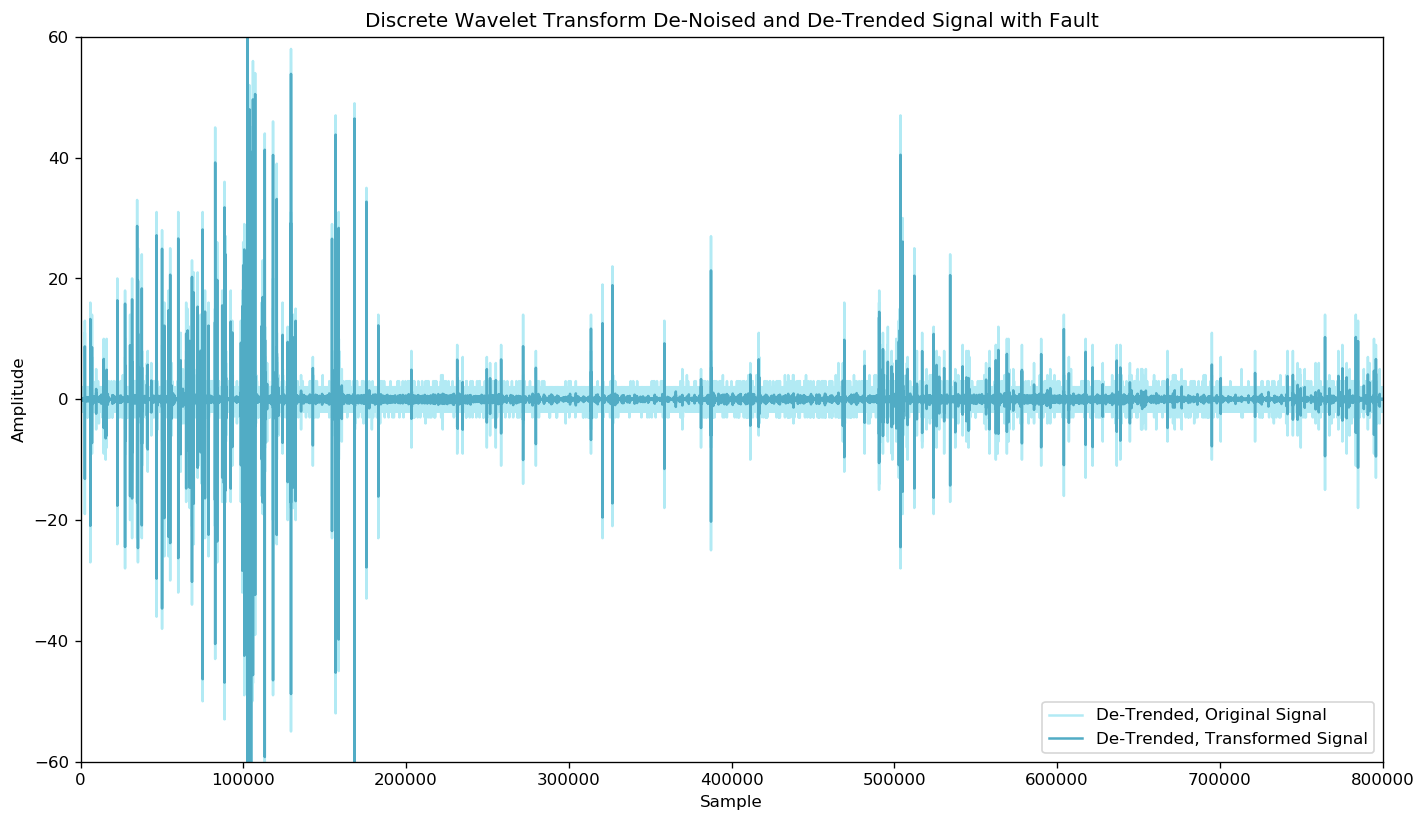 Discrete Wavelet Transform De-Noised and De-Trended Signal with Fault
60
40
20
0
−20
−40
−60
Amplitude
De-Trended, Original Signal
De-Trended, Transformed Signal
0 100000 200000 300000 400000 500000 600000 700000 800000
Sample